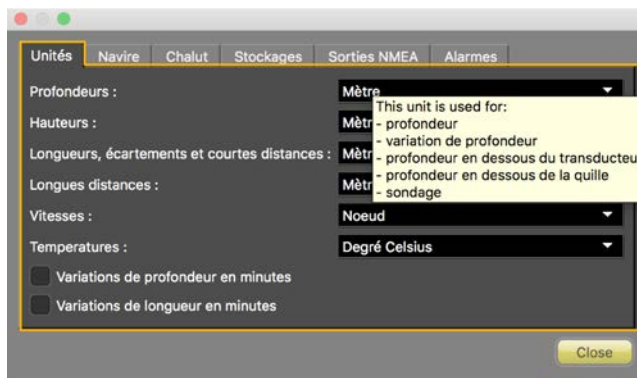 Unités Navire Chalut Stockages Sorties NMEA Alarmes
Profondeurs : Mètre
This unit is used for:
- profondeur
- variation de profondeur
- profondeur en dessous du transducteu
- profondeur en dessous de la quille
- sondage
Hauteurs : Mètr
Longueurs, écartements et courtes distances : Mètr
Longues distances : Mètr
Vitesses : Noeud
Temperatures : Degré Celsius
Variations de profondeur en minutes
Variations de longueur en minutes
Close